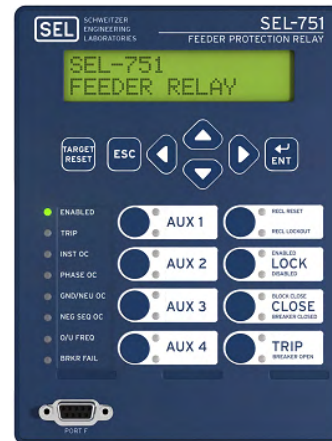 SEL
SCHWEITZER
ENGINEERING
LABORATORIES
SEL-751
FEEDER PROTECTION RELAY
SEL-751
FEEDER RELAY
TARGET
RESET
ESC
ENT
ENABLED
TRIP
INST OC
PHASE OC
GND/NEU OC
NEG SEQ OC
O/U FREQ
BRKR FAIL
AUX 1
AUX 2
AUX 3
AUX 4
RECL RESET
RECL LOCKOUT
ENABLED
LOCK
DISABLED
BLOCK CLOSE
CLOSE
BREAKER CLOSED
TRIP
BREAKER OPEN
PORT F